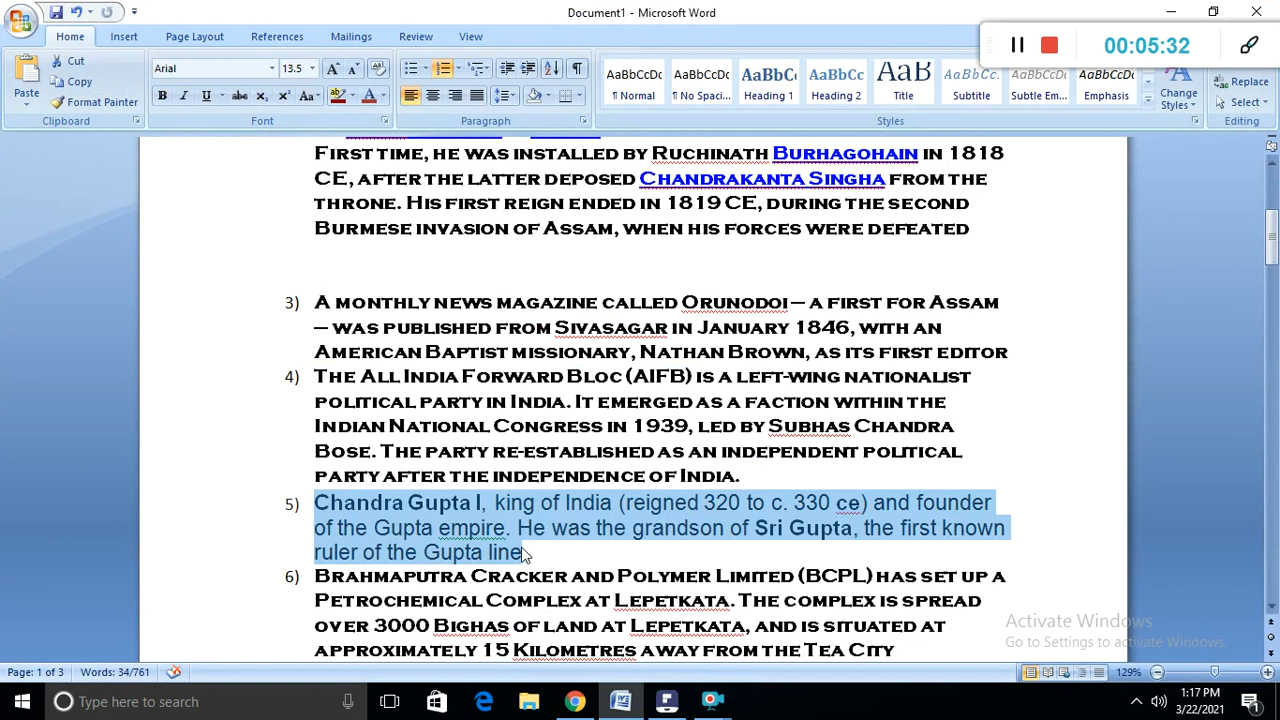 Document1 - Microsoft Word
Home Insert Page Layout References Mailings Review View
00:05:32
Paste
Cut
Copy
Format Painter
Clipboard
Arial 13.5
Font
Paragraph
AaBbCcDc AaBbCcDc AaBbCc AaBbCc AaB AaBbCc AaBbCcDc AaBbCcDc
¶ Normal ¶ No Spaci... Heading 1 Heading 2 Title Subtitle Subtle Em... Emphasis
Change Styles
Styles
Replace
Select
Editing
First time, he was installed by Ruchinath Burhagohain in 1818
CE, after the latter deposed Chandrakanta Singha from the
throne. His first reign ended in 1819 CE, during the second
Burmese invasion of Assam, when his forces were defeated
3) A monthly news magazine called Orunodoi – a first for Assam
– was published from Sivasagar in January 1846, with an
American Baptist missionary, Nathan Brown, as its first editor
4) The All India Forward Bloc (AIFB) is a left-wing nationalist
political party in India. It emerged as a faction within the
Indian National Congress in 1939, led by Subhas Chandra
Bose. The party re-established as an independent political
party after the independence of India.
5) Chandra Gupta I, king of India (reigned 320 to c. 330 ce) and founder
of the Gupta empire. He was the grandson of Sri Gupta, the first known
ruler of the Gupta line
6) Brahmaputra Cracker and Polymer Limited (BCPL) has set up a
Petrochemical Complex at Lepetkata. The complex is spread
over 3000 Bighas of land at Lepetkata, and is situated at
approximately 15 Kilometres away from the Tea City
Activate Windows
Go to Settings to activate Windows.
Page: 1 of 3 Words: 34/761 129%
Type here to search
1:17 PM
3/22/2021